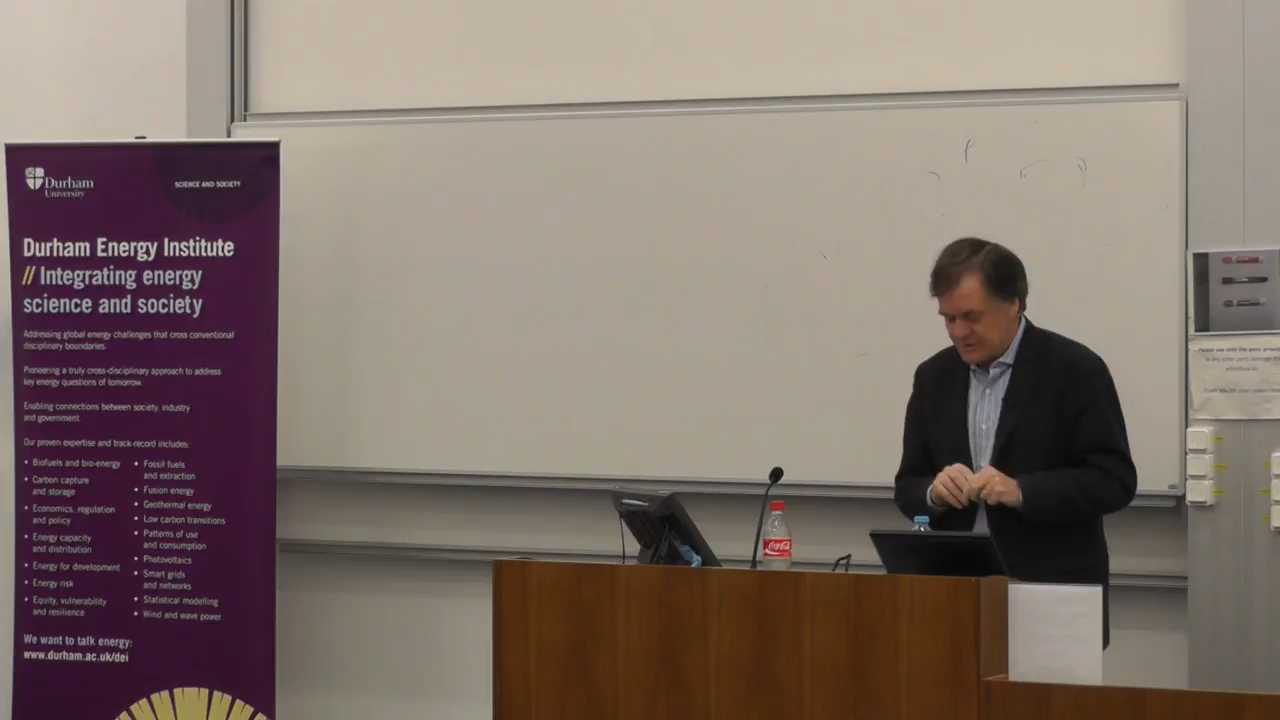 Durham
University
SCIENCE AND SOCIETY
Durham Energy Institute
// Integrating energy
science and society
Addressing global energy challenges that cross conventional
disciplinary boundaries.
Pioneering a truly cross-disciplinary approach to address
key energy questions of tomorrow.
Enabling connections between society, industry
and government.
Our proven expertise and track-record includes:
• Biofuels and bio-energy
• Carbon capture
and storage
• Economics, regulation
and policy
• Energy capacity
and distribution
• Energy for development
• Energy risk
• Equity, vulnerability
and resilience
• Fossil fuels
and extraction
• Fusion energy
• Geothermal energy
• Low carbon transitions
• Patterns of use
and consumption
• Photovoltaics
• Smart grids
and networks
• Statistical modelling
• Wind and wave power
We want to talk energy:
www.durham.ac.uk/dei
Coca-Cola